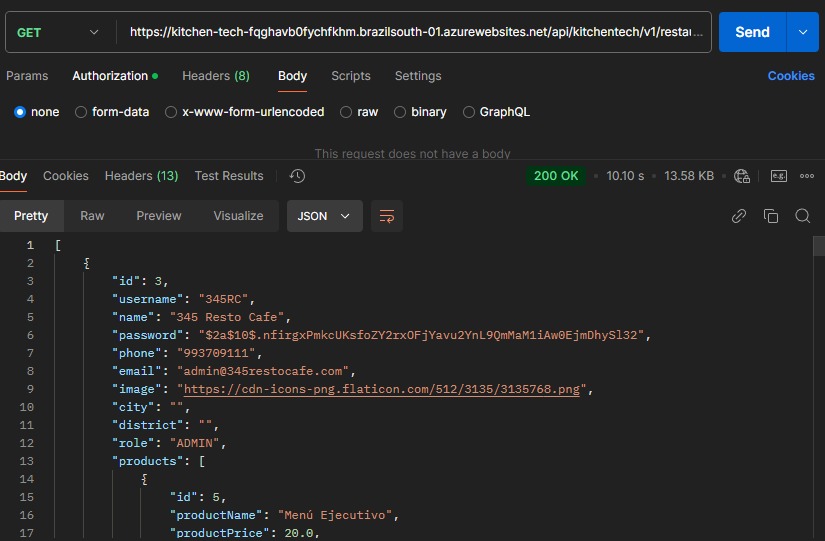 GET https://kitchen-tech-fqghavb0fychfkhm.brazilsouth-01.azurewebsites.net/api/kitchentech/v1/restau... Send
Params Authorization Headers (8) Body Scripts Settings Cookies
none form-data x-www-form-urlencoded raw binary GraphQL
This request does not have a body
Body Cookies Headers (13) Test Results 200 OK 10.10 s 13.58 KB e.g.
Pretty Raw Preview Visualize JSON
1 [
2 {
3 "id": 3,
4 "username": "345RC",
5 "name": "345 Resto Cafe",
6 "password": "$2a$10$.nfirgxPmkcUKsfoZY2rxOFjYavu2YnL9QmMaM1iAw0EjmDhySl32",
7 "phone": "993709111",
8 "email": "admin@345restocafe.com",
9 "image": "https://cdn-icons-png.flaticon.com/512/3135/3135768.png",
10 "city": "",
11 "district": "",
12 "role": "ADMIN",
13 "products": [
14 {
15 "id": 5,
16 "productName": "Menú Ejecutivo",
17 "productPrice": 20.0,